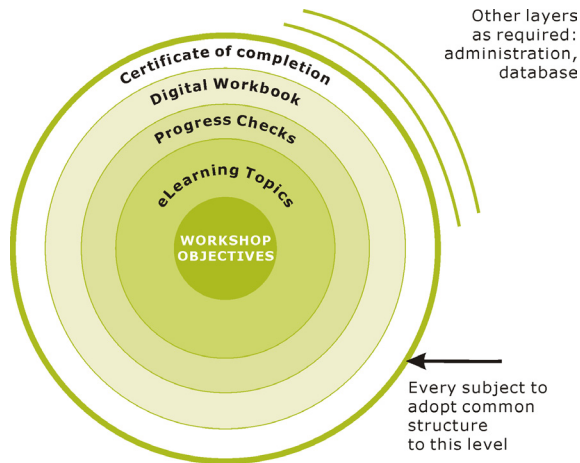 Other layers
as required:
administration,
database
Certificate of completion
Digital Workbook
Progress Checks
eLearning Topics
WORKSHOP
OBJECTIVES
Every subject to
adopt common
structure
to this level